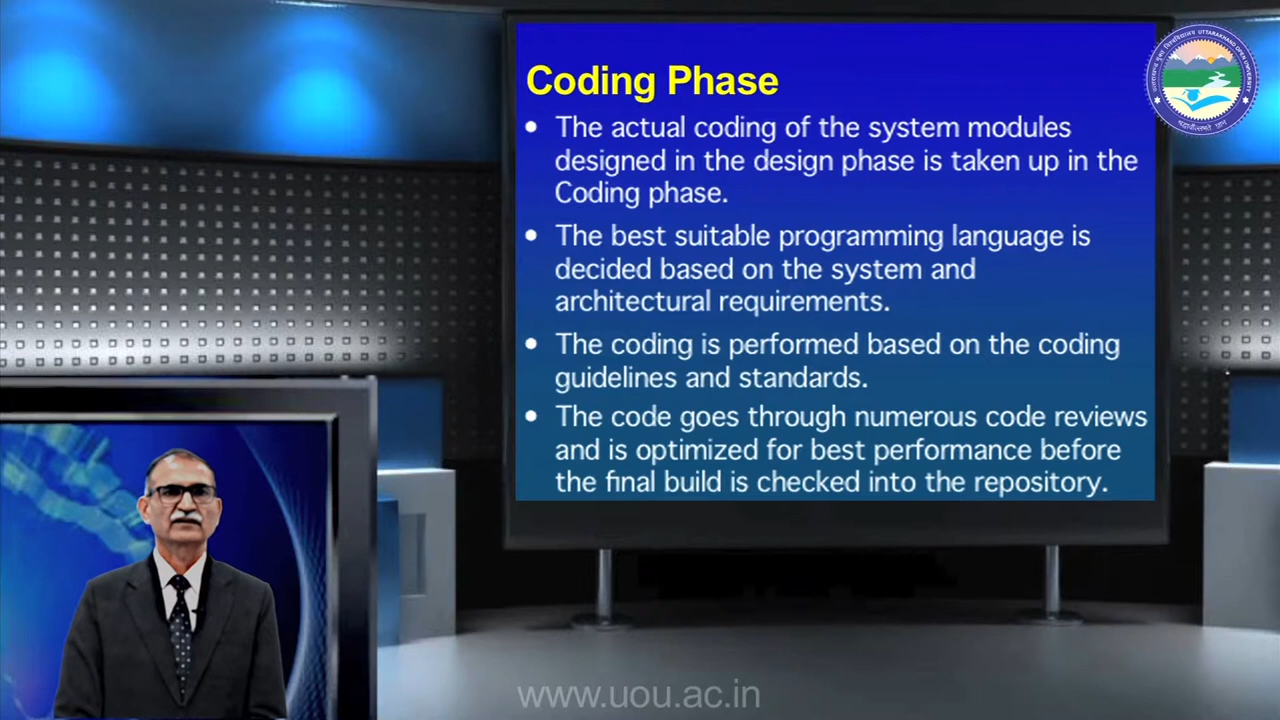 Coding Phase
• The actual coding of the system modules
designed in the design phase is taken up in the
Coding phase.
• The best suitable programming language is
decided based on the system and
architectural requirements.
• The coding is performed based on the coding
guidelines and standards.
• The code goes through numerous code reviews
and is optimized for best performance before
the final build is checked into the repository.
UTTARAKHAND OPEN UNIVERSITY
www.uou.ac.in